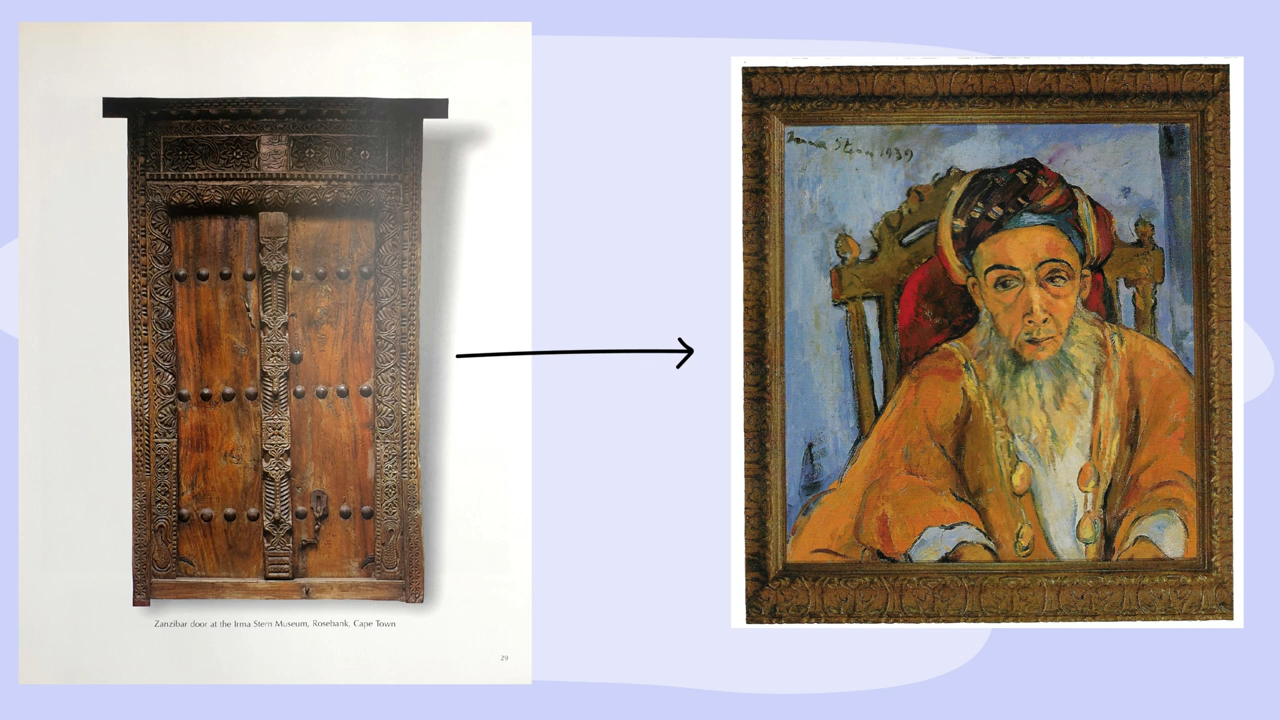 Zanzibar door at the Irma Stern Museum, Rosebank, Cape Town
29
Irma Stern 1939